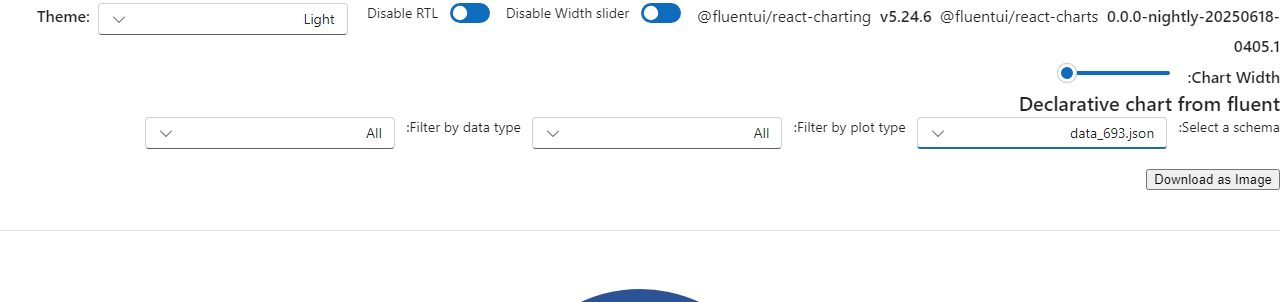 Theme: Light Disable RTL Disable Width slider @fluentui/react-charting v5.24.6 @fluentui/react-charts 0.0.0-nightly-20250618-
0405.1
:Chart Width
Declarative chart from fluent
All :Filter by data type All :Filter by plot type data_693.json :Select a schema
Download as Image